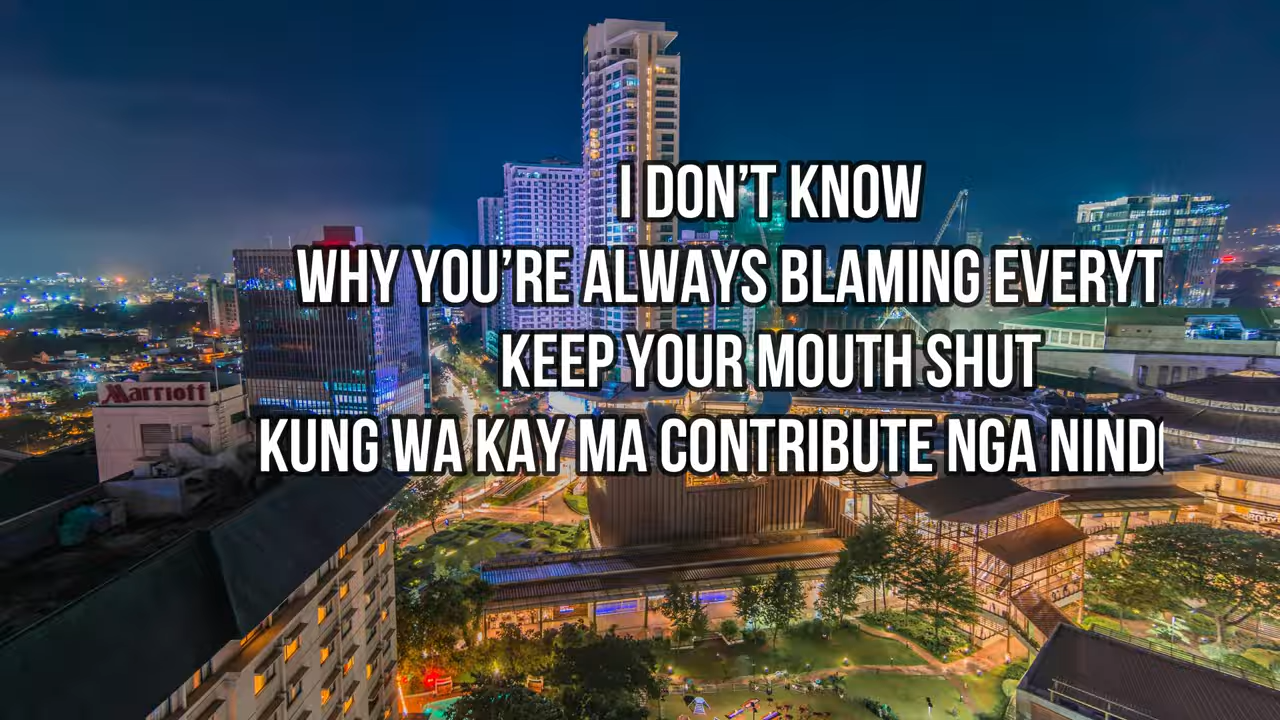 I DON'T KNOW
WHY YOU'RE ALWAYS BLAMING EVERYT
KEEP YOUR MOUTH SHUT
KUNG WA KAY MA CONTRIBUTE NGA NIND
Marriott